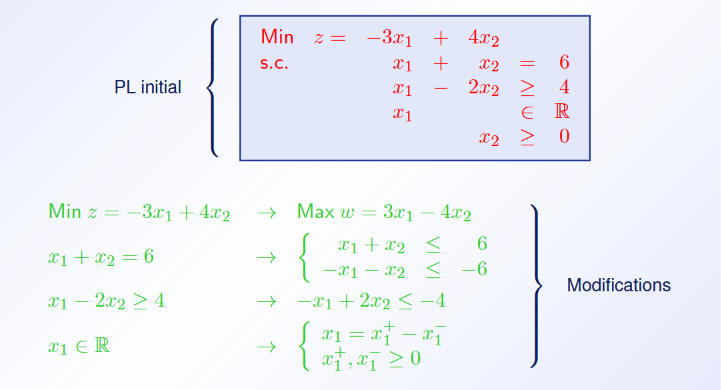 PL initial
Min z = −3x₁ + 4x₂
s.c. x₁ + x₂ = 6
x₁ − 2x₂ ≥ 4
x₁ ∈ ℝ
x₂ ≥ 0
Min z = −3x₁ + 4x₂ → Max w = 3x₁ − 4x₂
x₁ + x₂ = 6 → { x₁ + x₂ ≤ 6
−x₁ − x₂ ≤ −6
x₁ − 2x₂ ≥ 4 → −x₁ + 2x₂ ≤ −4
x₁ ∈ ℝ → { x₁ = x₁⁺ − x₁⁻
x₁⁺, x₁⁻ ≥ 0
Modifications